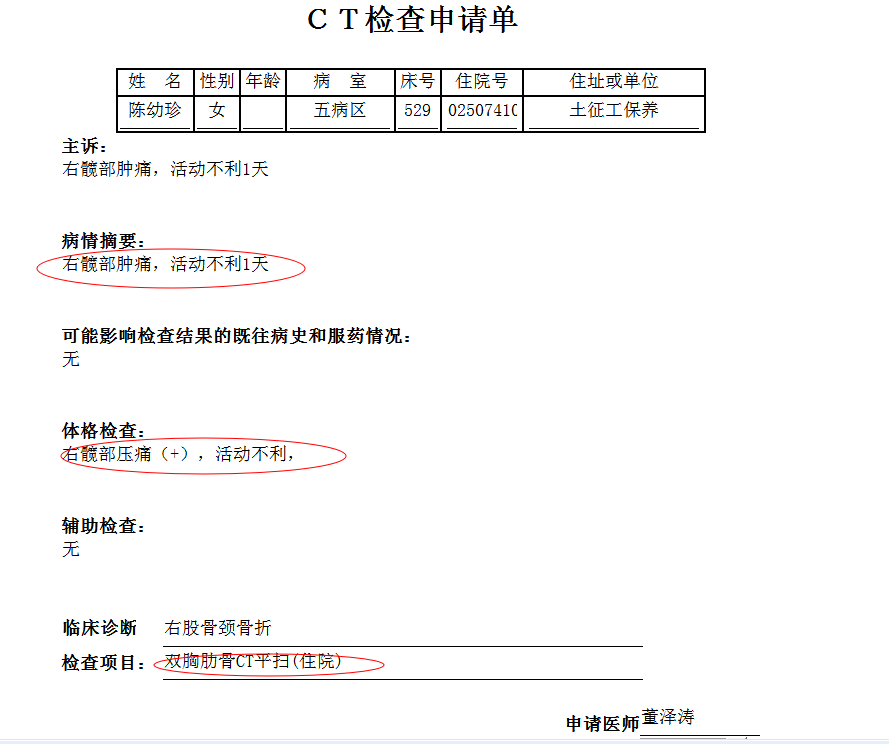 CT检查申请单
姓 名 性别 年龄 病 室 床号 住院号 住址或单位
陈幼珍 女 五病区 529 02507410 土征工保养
主诉：
右髋部肿痛，活动不利1天
病情摘要：
右髋部肿痛，活动不利1天
可能影响检查结果的既往病史和服药情况：
无
体格检查：
右髋部压痛（+），活动不利，
辅助检查：
无
临床诊断 右股骨颈骨折
检查项目： 双胸肋骨CT平扫(住院)
申请医师 董泽涛